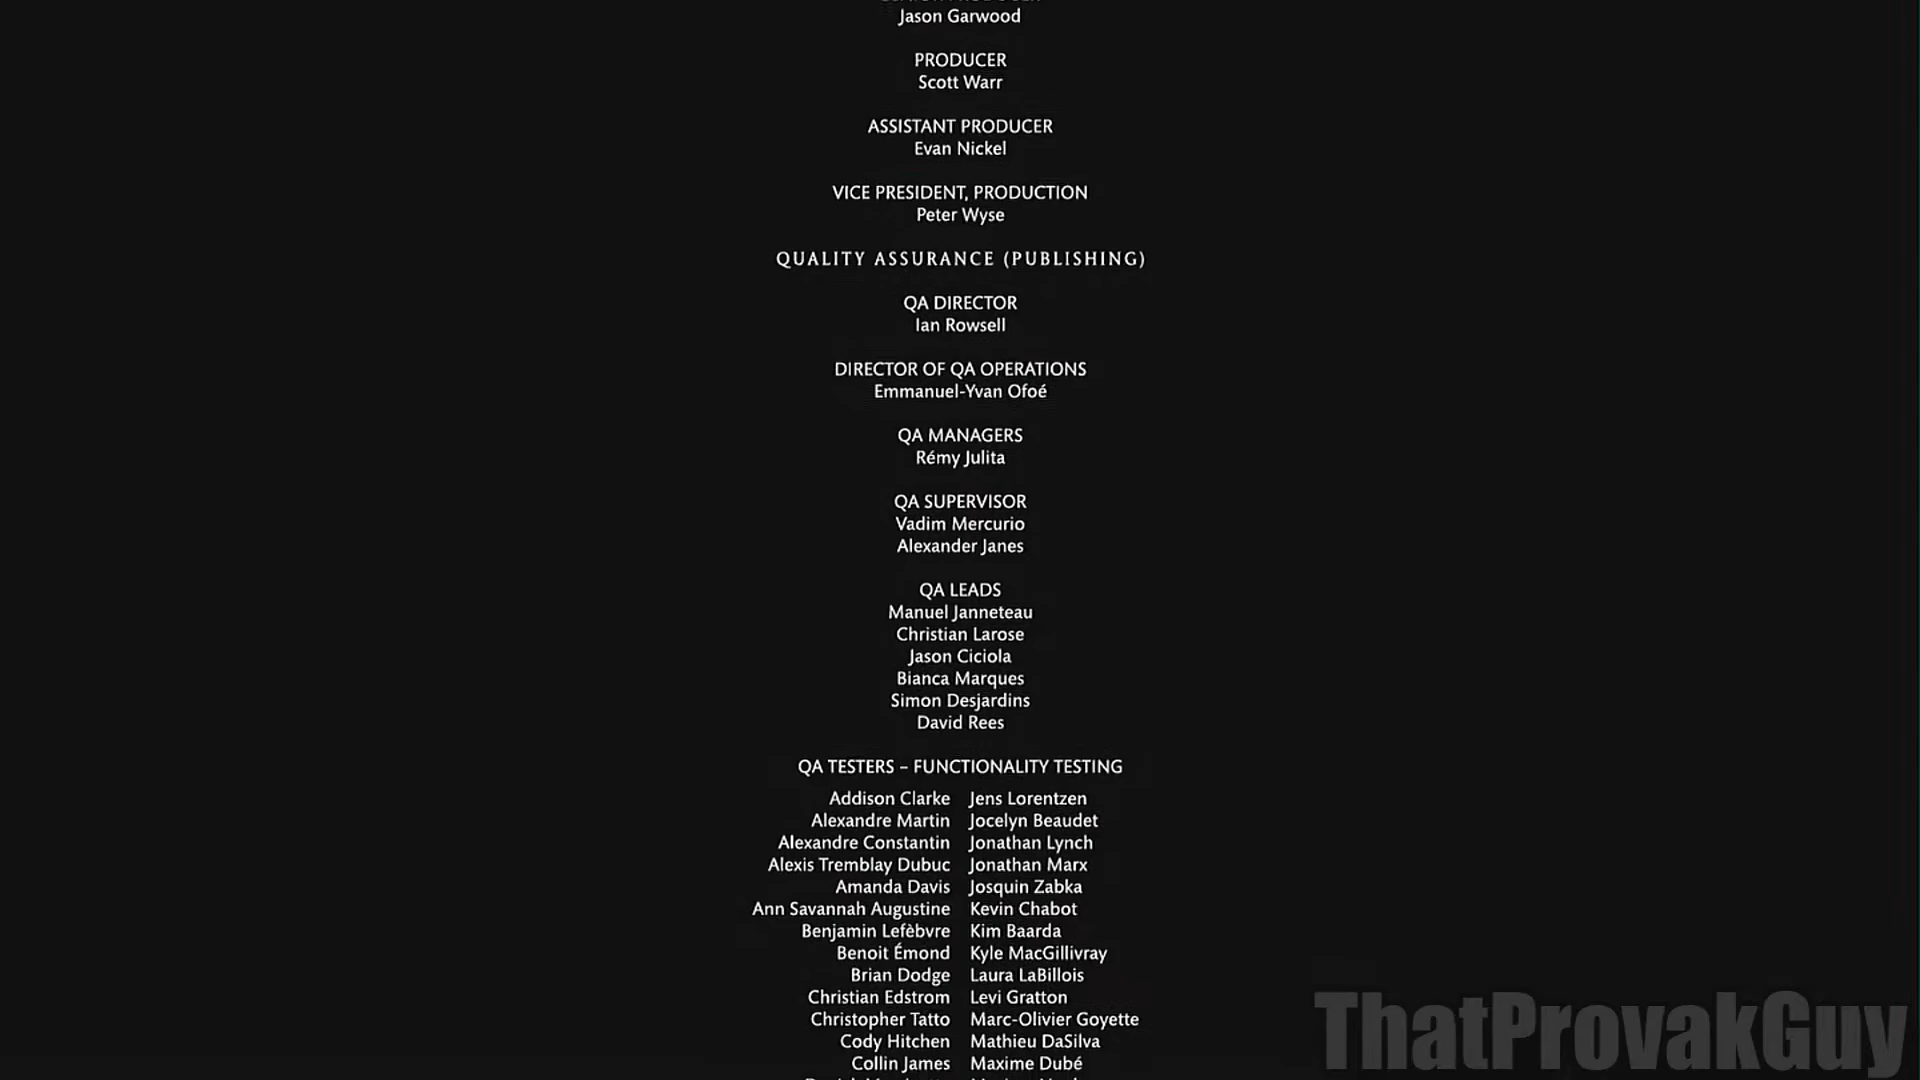 Jason Garwood
PRODUCER
Scott Warr
ASSISTANT PRODUCER
Evan Nickel
VICE PRESIDENT, PRODUCTION
Peter Wyse
QUALITY ASSURANCE (PUBLISHING)
QA DIRECTOR
Ian Rowsell
DIRECTOR OF QA OPERATIONS
Emmanuel-Yvan Ofoé
QA MANAGERS
Rémy Julita
QA SUPERVISOR
Vadim Mercurio
Alexander Janes
QA LEADS
Manuel Janneteau
Christian Larose
Jason Ciciola
Bianca Marques
Simon Desjardins
David Rees
QA TESTERS – FUNCTIONALITY TESTING
Addison Clarke Jens Lorentzen
Alexandre Martin Jocelyn Beaudet
Alexandre Constantin Jonathan Lynch
Alexis Tremblay Dubuc Jonathan Marx
Amanda Davis Josquin Zabka
Ann Savannah Augustine Kevin Chabot
Benjamin Lefèbvre Kim Baarda
Benoit Émond Kyle MacGillivray
Brian Dodge Laura LaBillois
Christian Edstrom Levi Gratton
Christopher Tatto Marc-Olivier Goyette
Cody Hitchen Mathieu DaSilva
Collin James Maxime Dubé
ThatProvakGuy